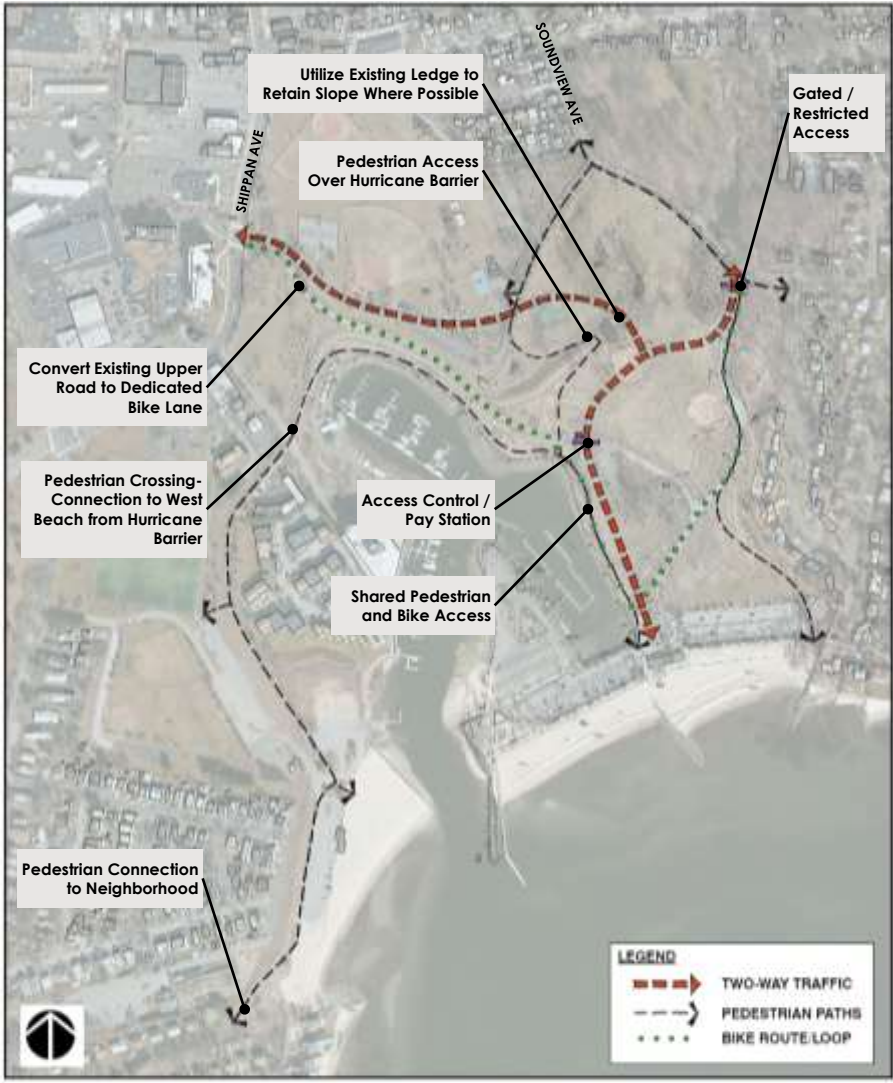 SOUNDVIEW AVE
Utilize Existing Ledge to
Retain Slope Where Possible
Gated /
Restricted
Access
SHIPPAN AVE
Pedestrian Access
Over Hurricane Barrier
Convert Existing Upper
Road to Dedicated
Bike Lane
Pedestrian Crossing-
Connection to West
Beach from Hurricane
Barrier
Access Control /
Pay Station
Shared Pedestrian
and Bike Access
Pedestrian Connection
to Neighborhood
LEGEND
TWO-WAY TRAFFIC
PEDESTRIAN PATHS
BIKE ROUTE/LOOP